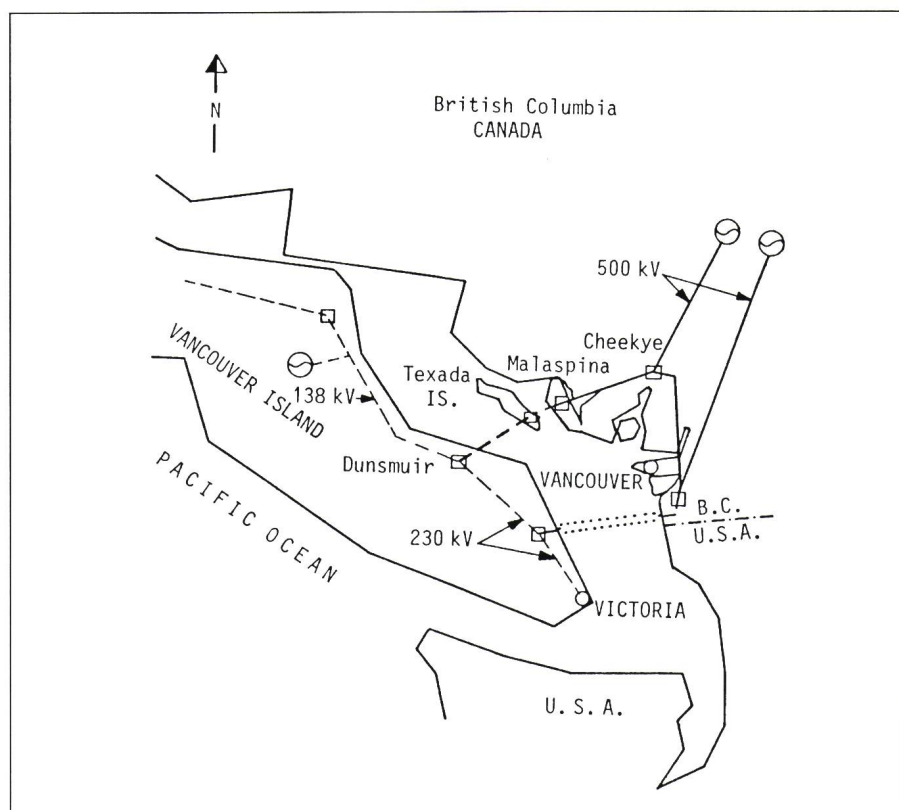 N
British Columbia
CANADA
500 kV
Cheekye
Malaspina
Texada
IS.
VANCOUVER ISLAND
138 kV
Dunsmuir
VANCOUVER
PACIFIC OCEAN
230 kV
B.C.
U.S.A.
VICTORIA
U.S.A.